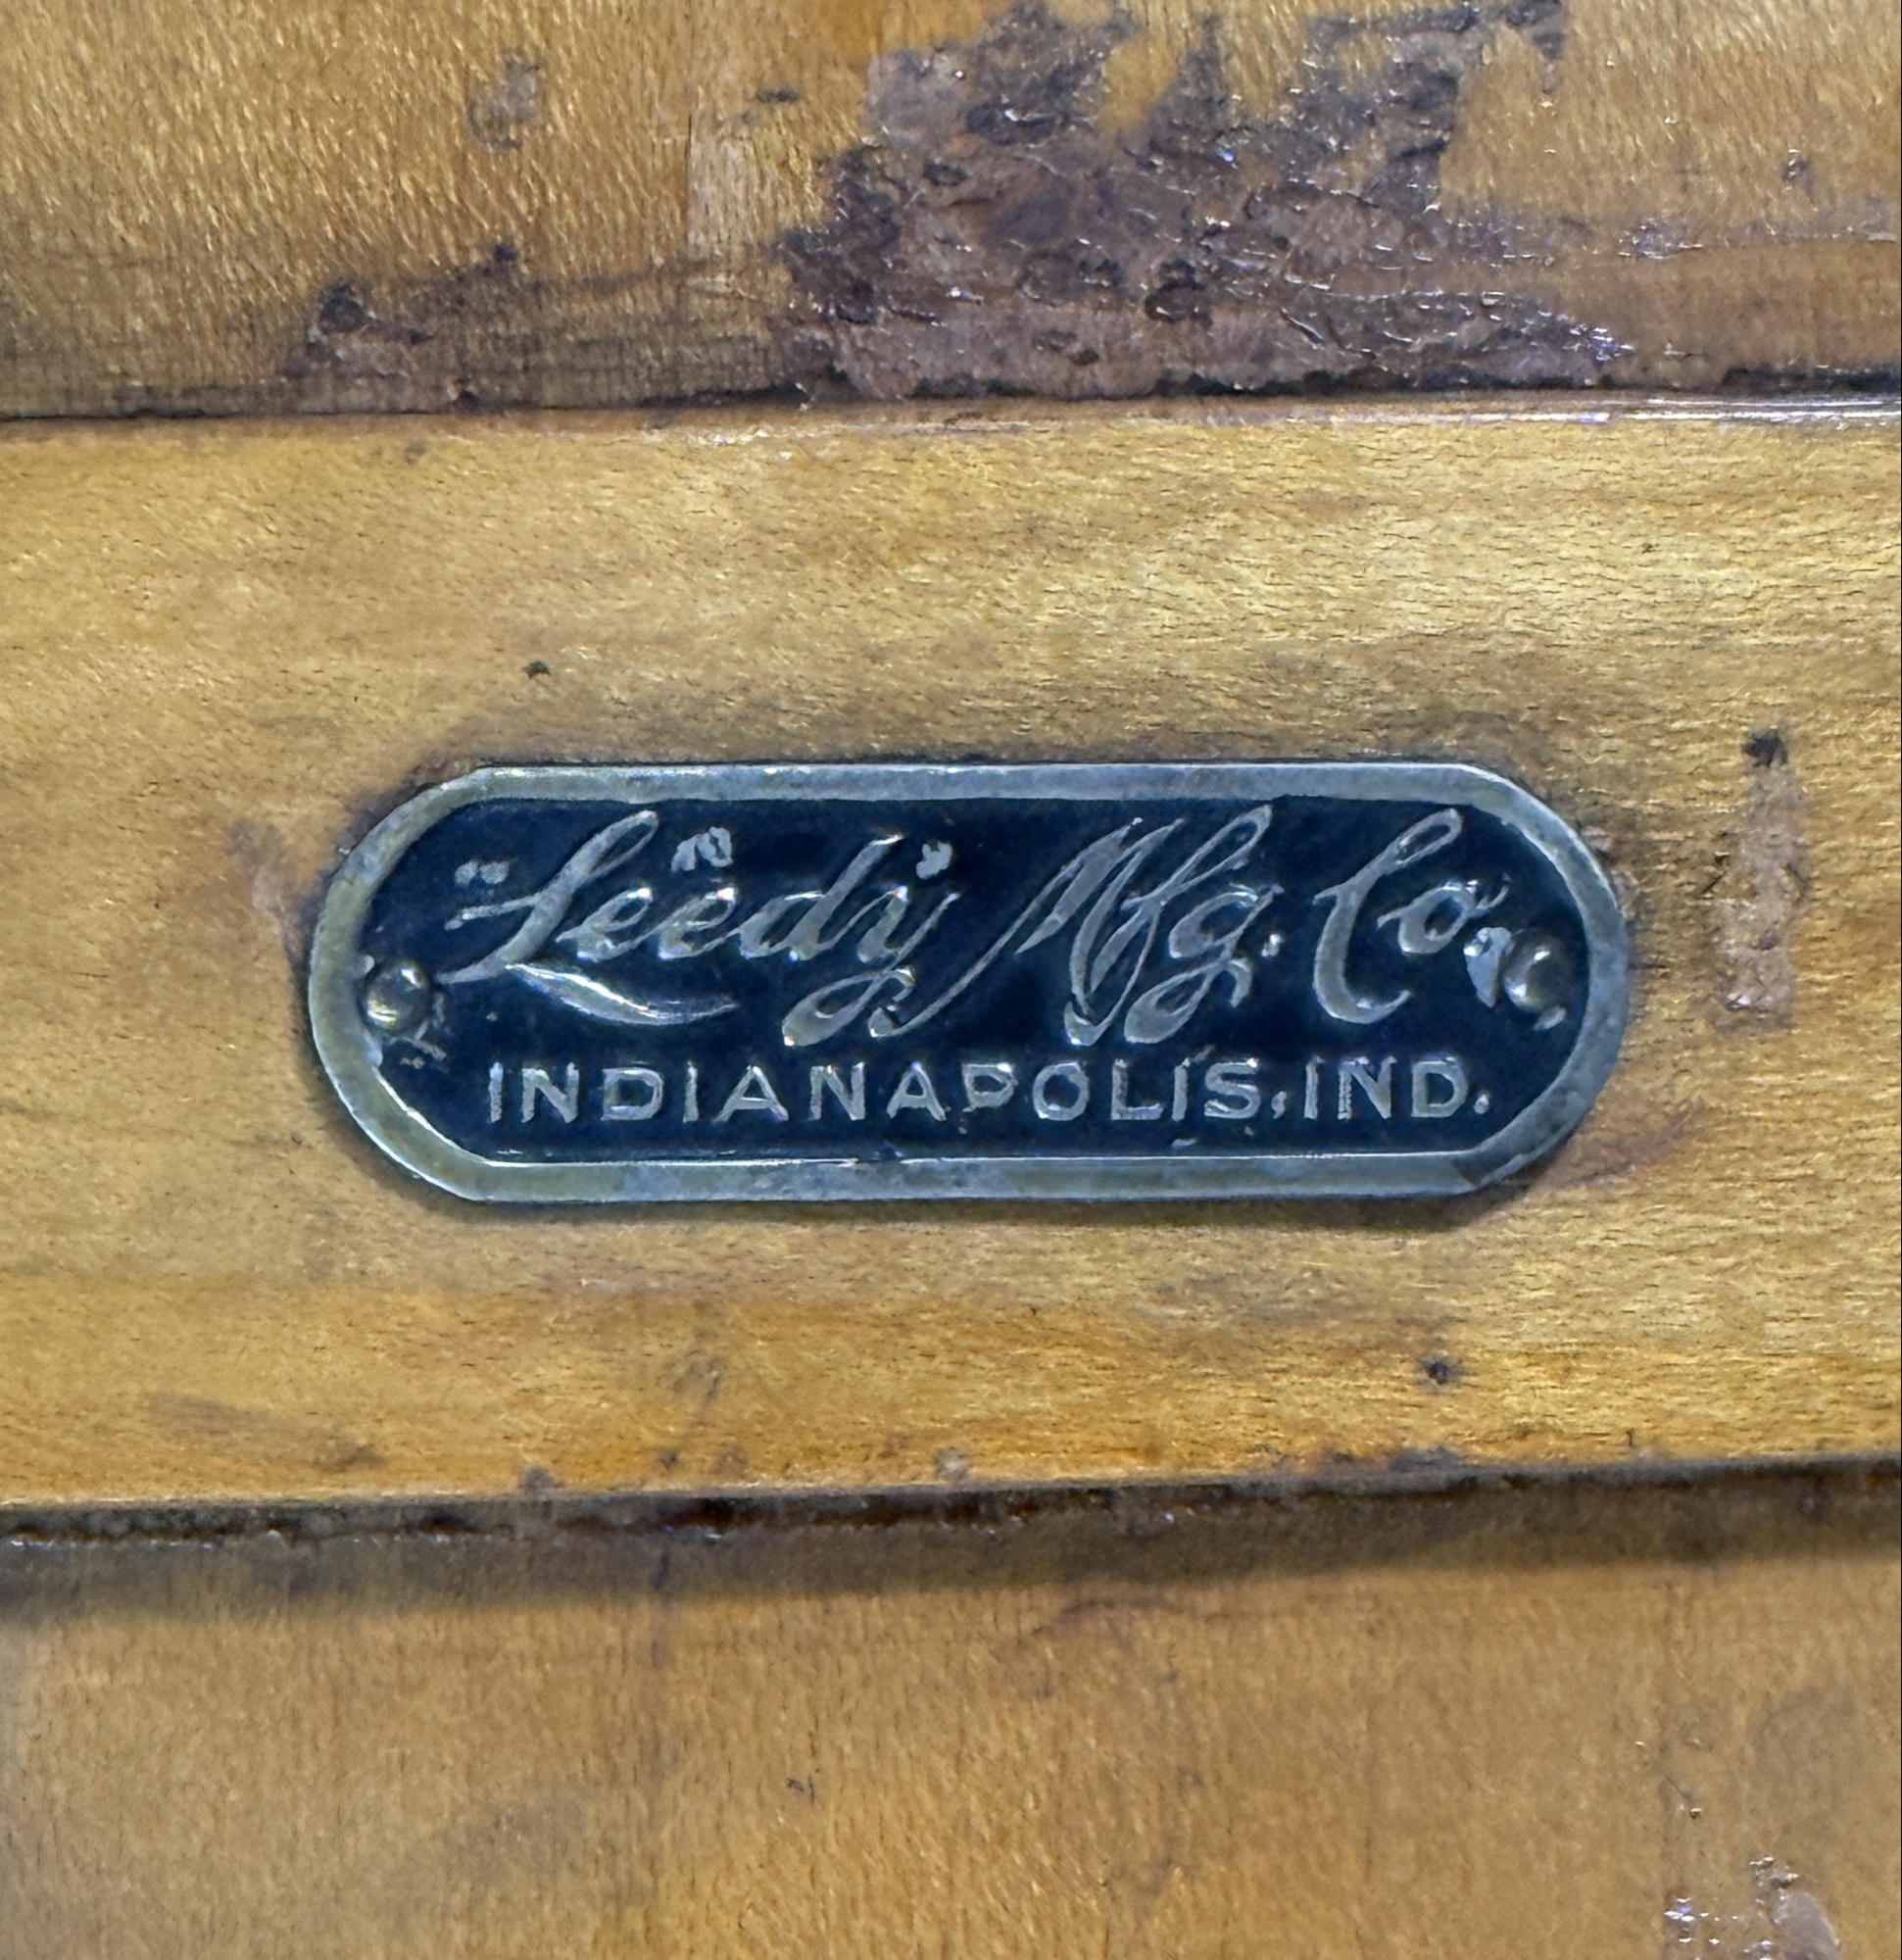 Leedy Mfg. Co.
INDIANAPOLIS, IND.